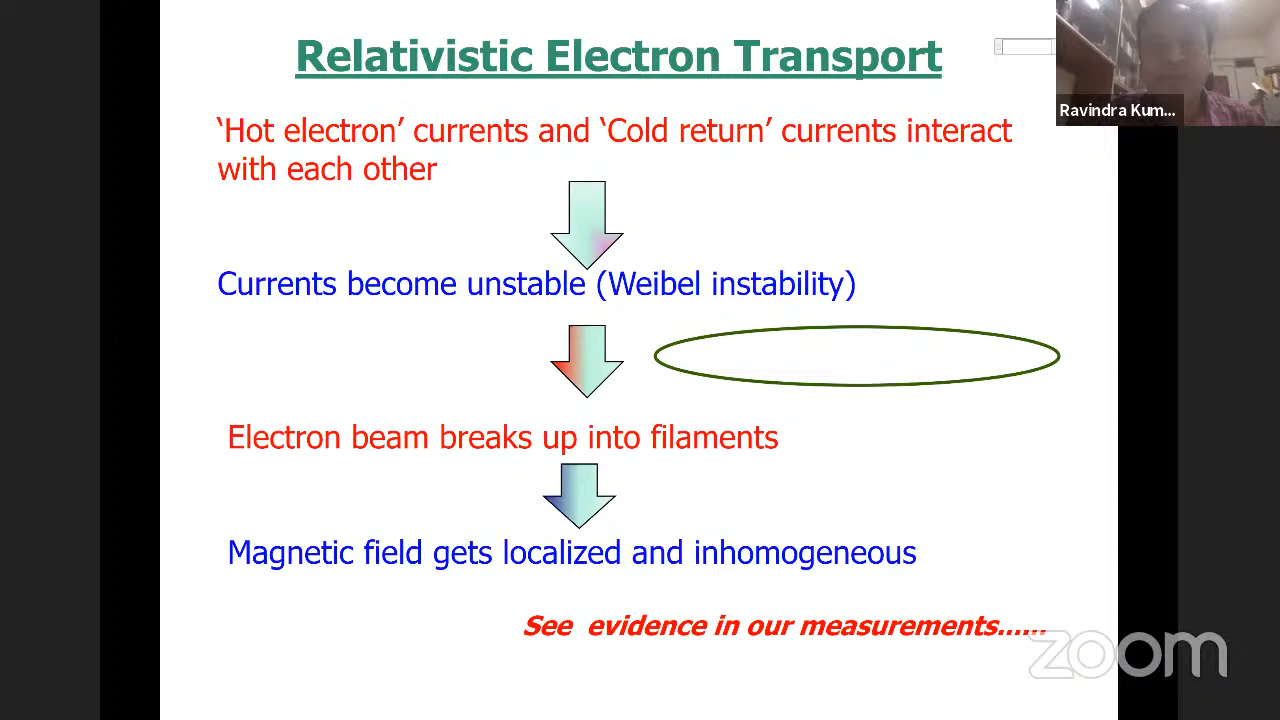 Relativistic Electron Transport
Ravindra Kum...
‘Hot electron’ currents and ‘Cold return’ currents interact
with each other
Currents become unstable (Weibel instability)
Electron beam breaks up into filaments
Magnetic field gets localized and inhomogeneous
See evidence in our measurements......
zoom